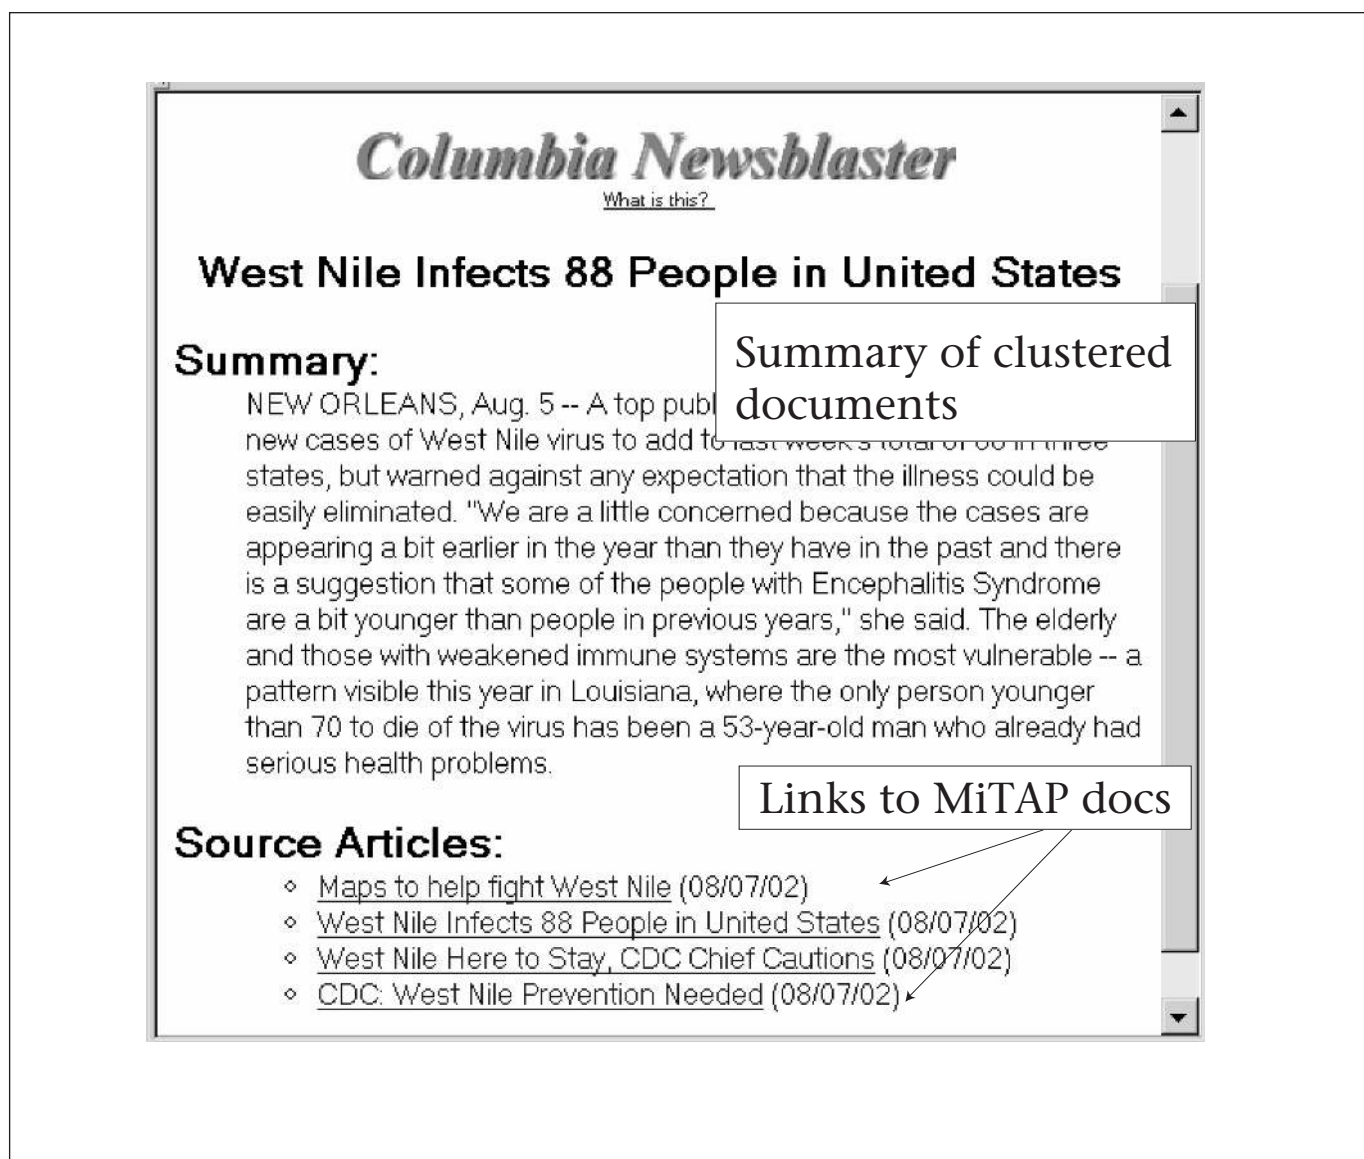 Columbia Newsblaster
What is this?
West Nile Infects 88 People in United States
Summary of clustered
documents
Summary:
NEW ORLEANS, Aug. 5 -- A top publ
new cases of West Nile virus to add to last week's total of in three
states, but warned against any expectation that the illness could be
easily eliminated. "We are a little concerned because the cases are
appearing a bit earlier in the year than they have in the past and there
is a suggestion that some of the people with Encephalitis Syndrome
are a bit younger than people in previous years," she said. The elderly
and those with weakened immune systems are the most vulnerable -- a
pattern visible this year in Louisiana, where the only person younger
than 70 to die of the virus has been a 53-year-old man who already had
serious health problems.
Links to MiTAP docs
Source Articles:
Maps to help fight West Nile (08/07/02)
West Nile Infects 88 People in United States (08/07/02)
West Nile Here to Stay, CDC Chief Cautions (08/07/02)
CDC: West Nile Prevention Needed (08/07/02)